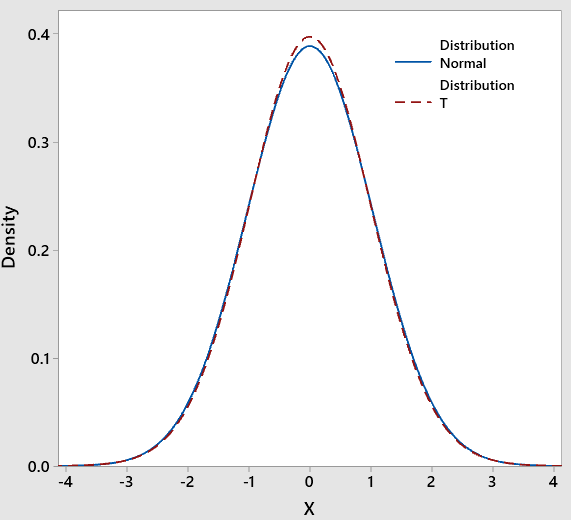 Distribution
Normal
Distribution
T
Density
0.4
0.3
0.2
0.1
0.0
-4 -3 -2 -1 0 1 2 3 4
X